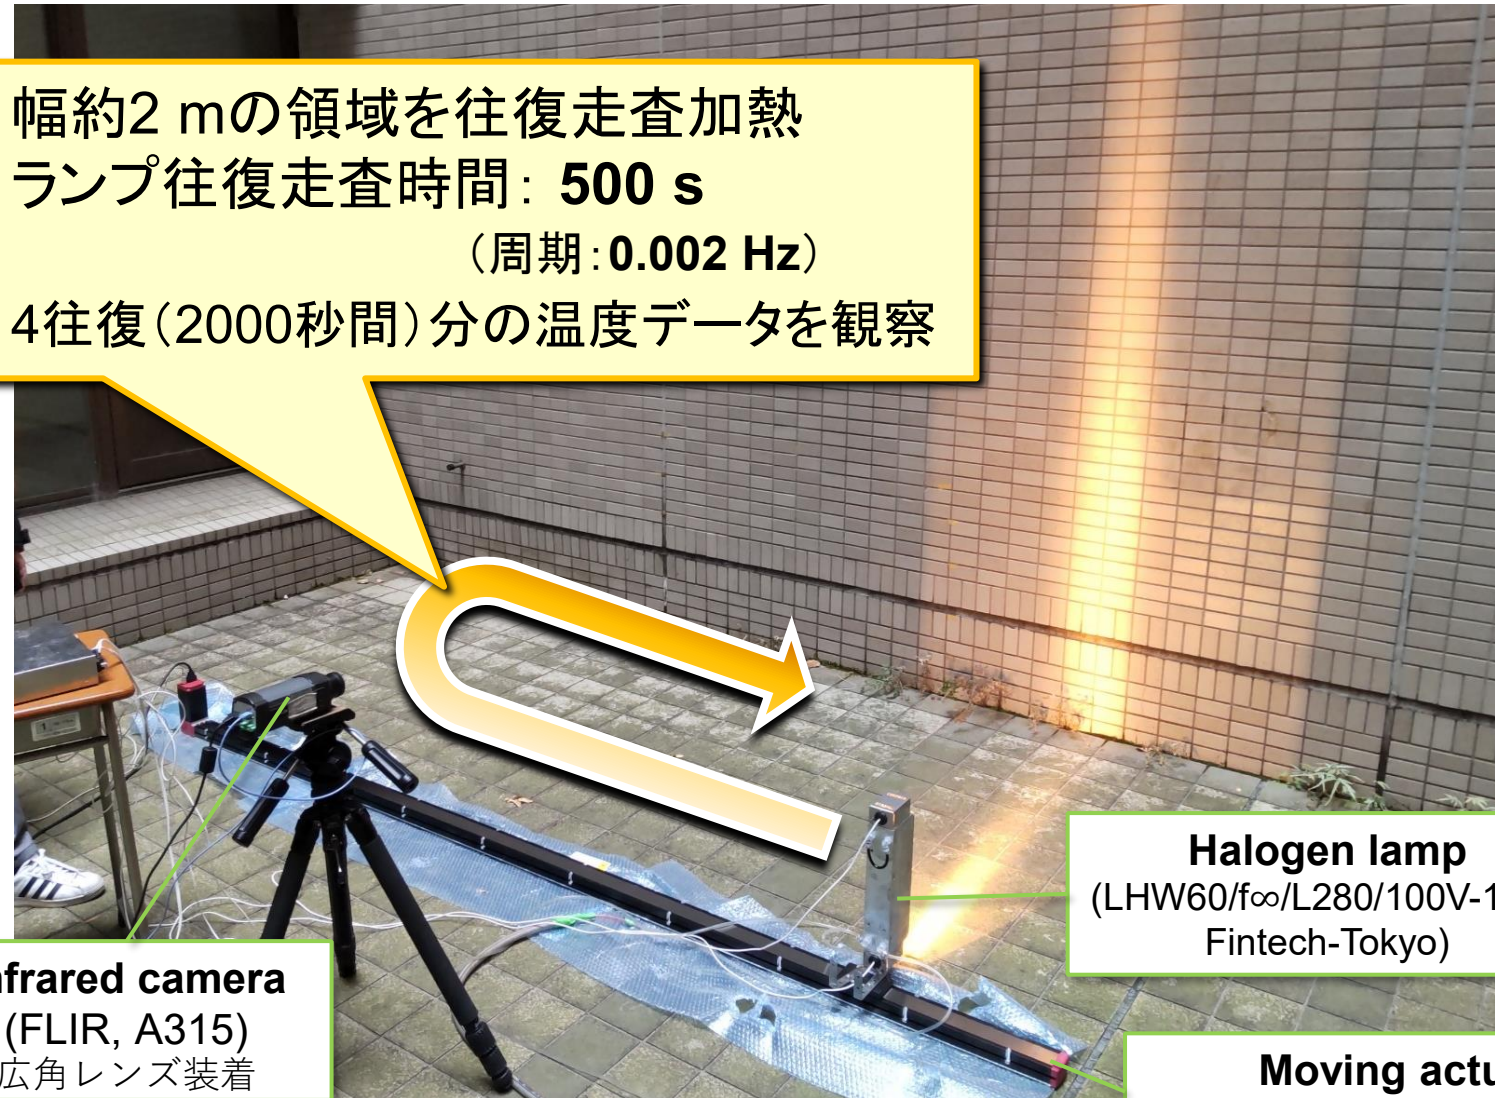 幅約2 mの領域を往復走査加熱
ランプ往復走査時間： 500 s
（周期：0.002 Hz）
4往復（2000秒間）分の温度データを観察
Halogen lamp
(LHW60/f∞/L280/100V-1
Fintech-Tokyo)
nfrared camera
(FLIR, A315)
広角レンズ装着
Moving actu